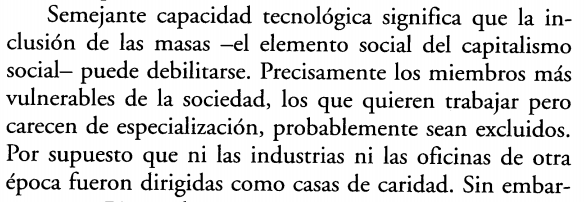 Semejante capacidad tecnológica significa que la in-
clusión de las masas –el elemento social del capitalismo
social– puede debilitarse. Precisamente los miembros más
vulnerables de la sociedad, los que quieren trabajar pero
carecen de especialización, probablemente sean excluidos.
Por supuesto que ni las industrias ni las oficinas de otra
época fueron dirigidas como casas de caridad. Sin embar-